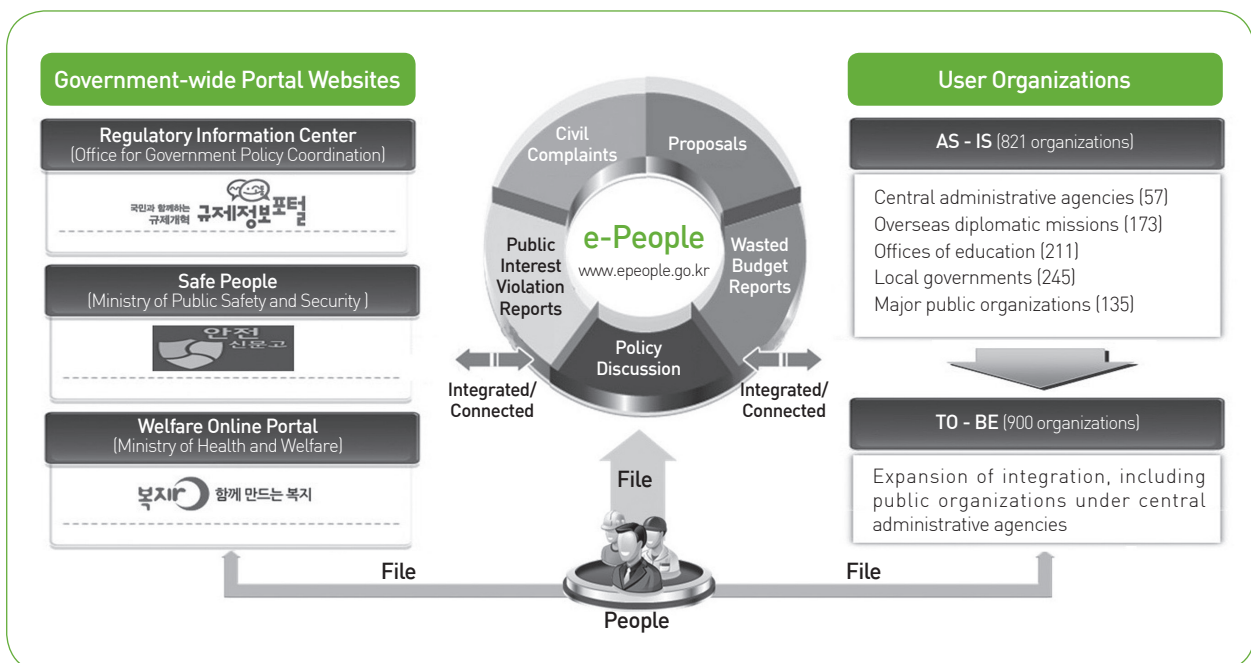 Government-wide Portal Websites
Regulatory Information Center
(Office for Government Policy Coordination)
국민과 함께하는
규제개혁 규제정보포털
Safe People
(Ministry of Public Safety and Security )
안전
신문고
Welfare Online Portal
(Ministry of Health and Welfare)
복지로 함께 만드는 복지
Civil
Complaints
Proposals
Public
Interest
Violation
Reports
e-People
www.epeople.go.kr
Wasted
Budget
Reports
Policy
Discussion
Integrated/
Connected
Integrated/
Connected
File
File
File
People
User Organizations
AS - IS (821 organizations)
Central administrative agencies (57)
Overseas diplomatic missions (173)
Offices of education (211)
Local governments (245)
Major public organizations (135)
TO - BE (900 organizations)
Expansion of integration, including
public organizations under central
administrative agencies